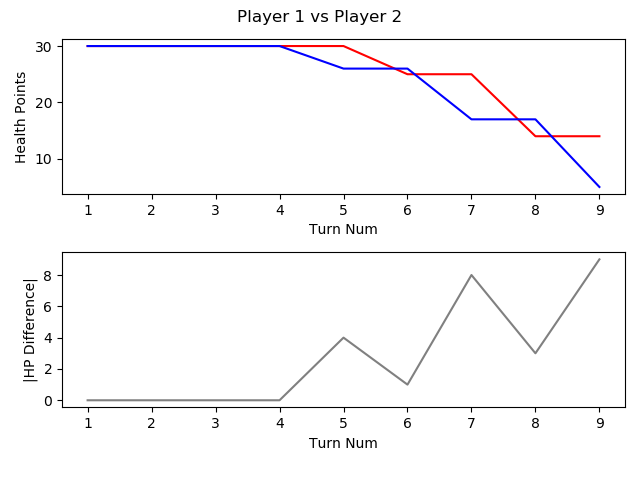 Player 1 vs Player 2
Health Points
30
20
10
1 2 3 4 5 6 7 8 9
Turn Num
|HP Difference|
8
6
4
2
0
1 2 3 4 5 6 7 8 9
Turn Num